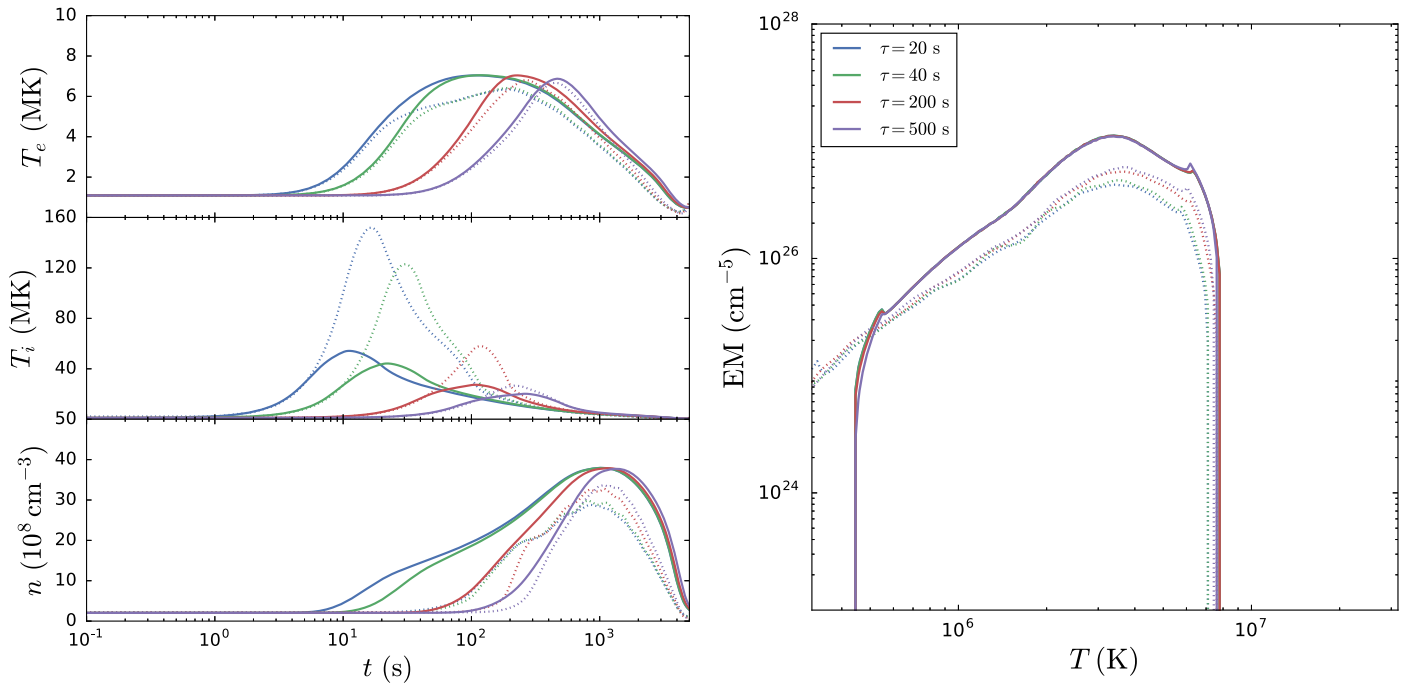 10
8
6
4
2
T_e (MK)
160
120
80
40
T_i (MK)
50
40
30
20
10
0
n (10^8 cm^{-3})
10^{-1} 10^0 10^1 10^2 10^3
t (s)
10^{28}
10^{26}
10^{24}
EM (cm^{-5})
τ = 20 s
τ = 40 s
τ = 200 s
τ = 500 s
10^6 10^7
T (K)